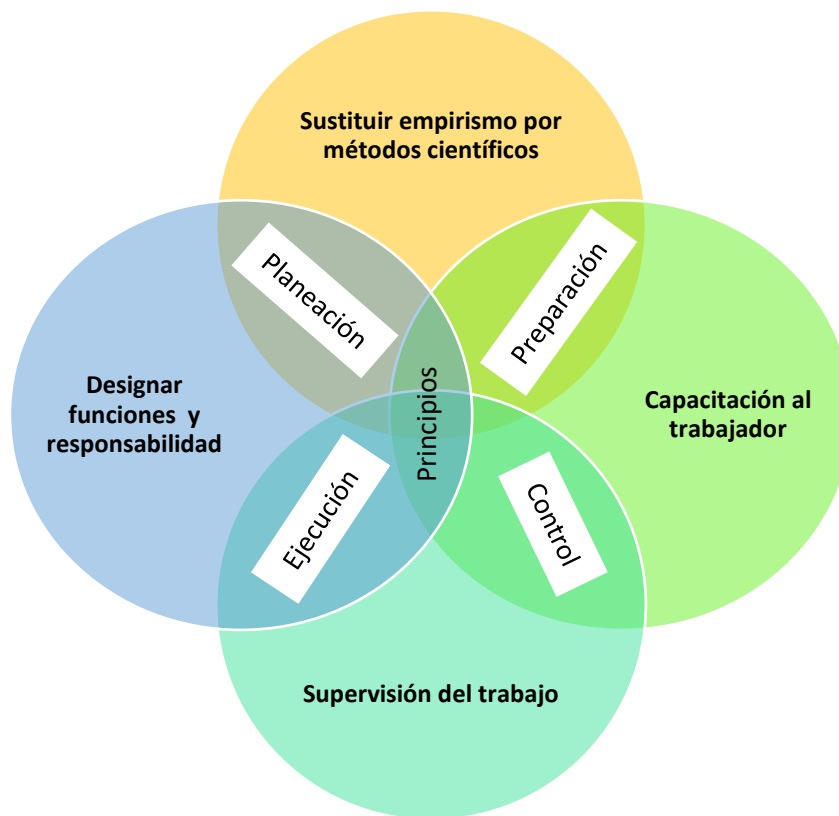 Sustituir empirismo por
métodos científicos
Planeación
Preparación
Designar
funciones y
responsabilidad
Principios
Capacitación al
trabajador
Ejecución
Control
Supervisión del trabajo